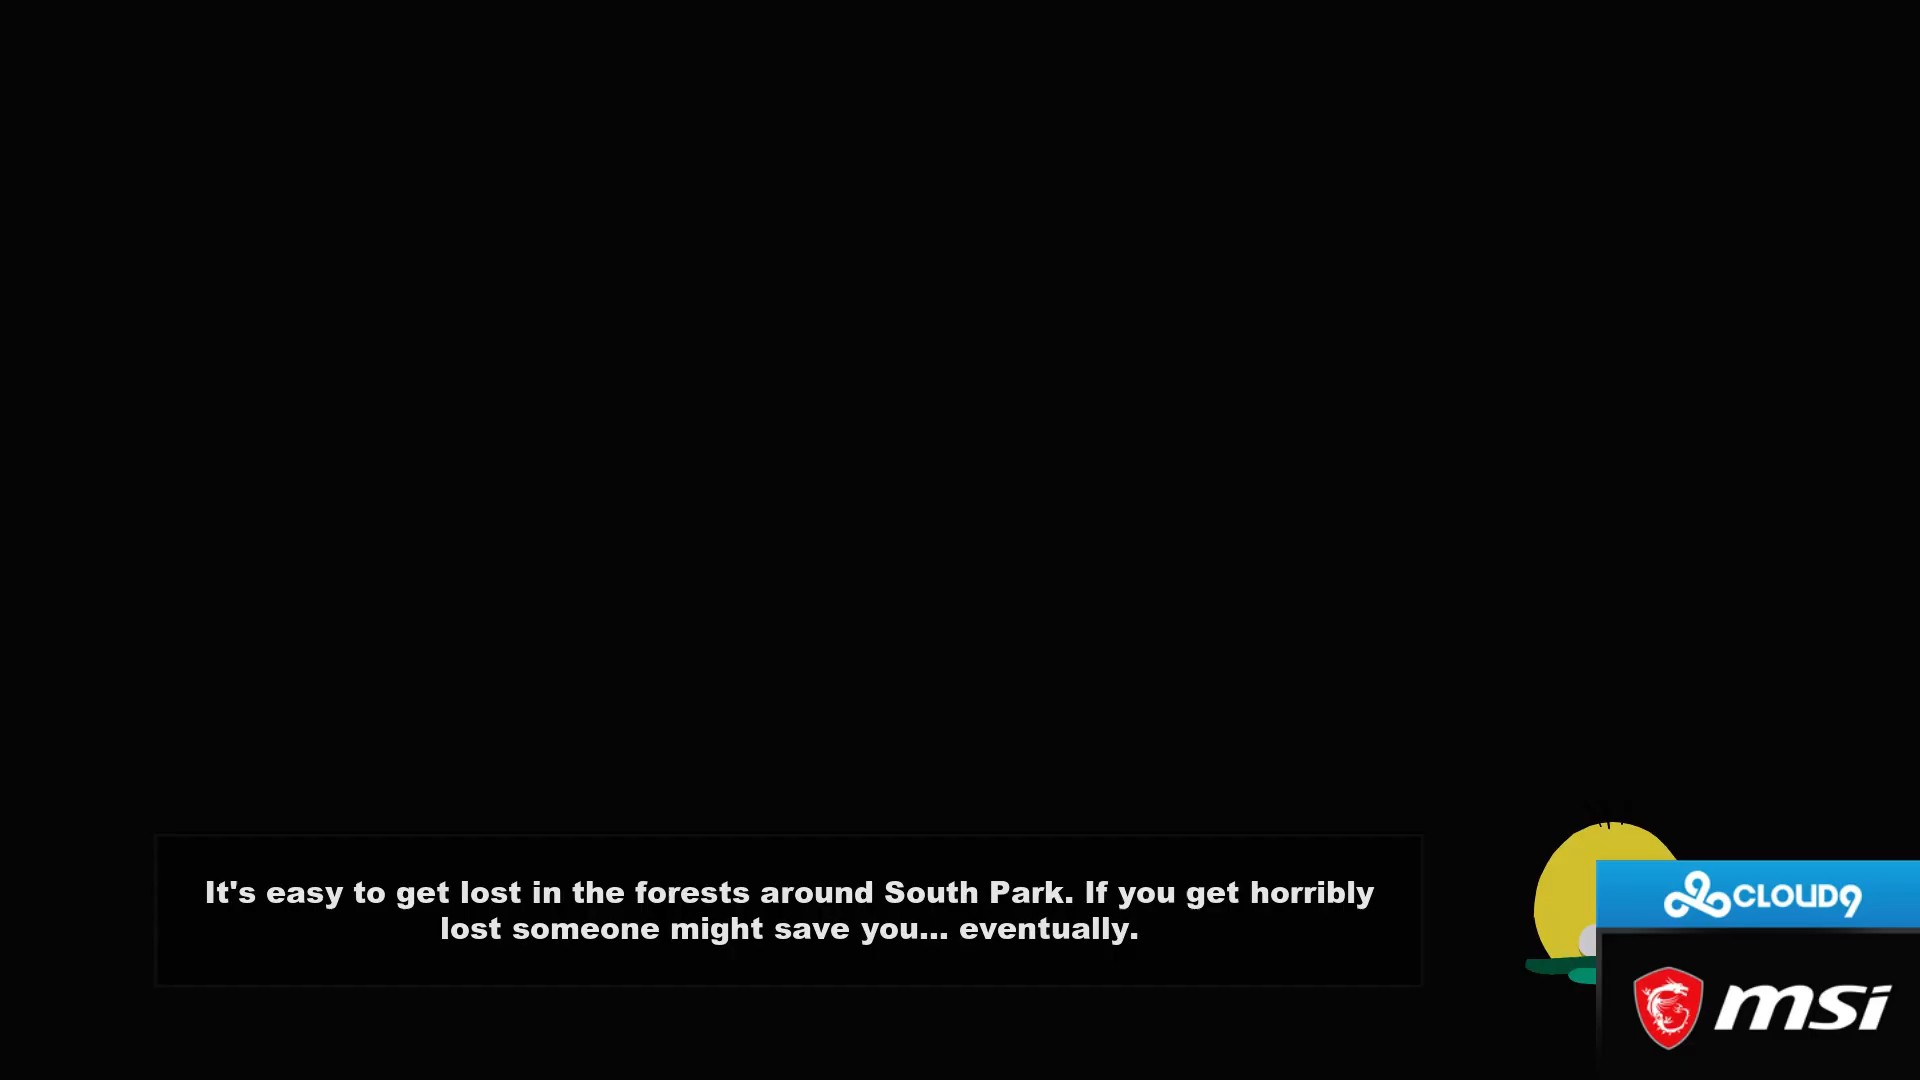 It's easy to get lost in the forests around South Park. If you get horribly
lost someone might save you... eventually.
CLOUD9
msi